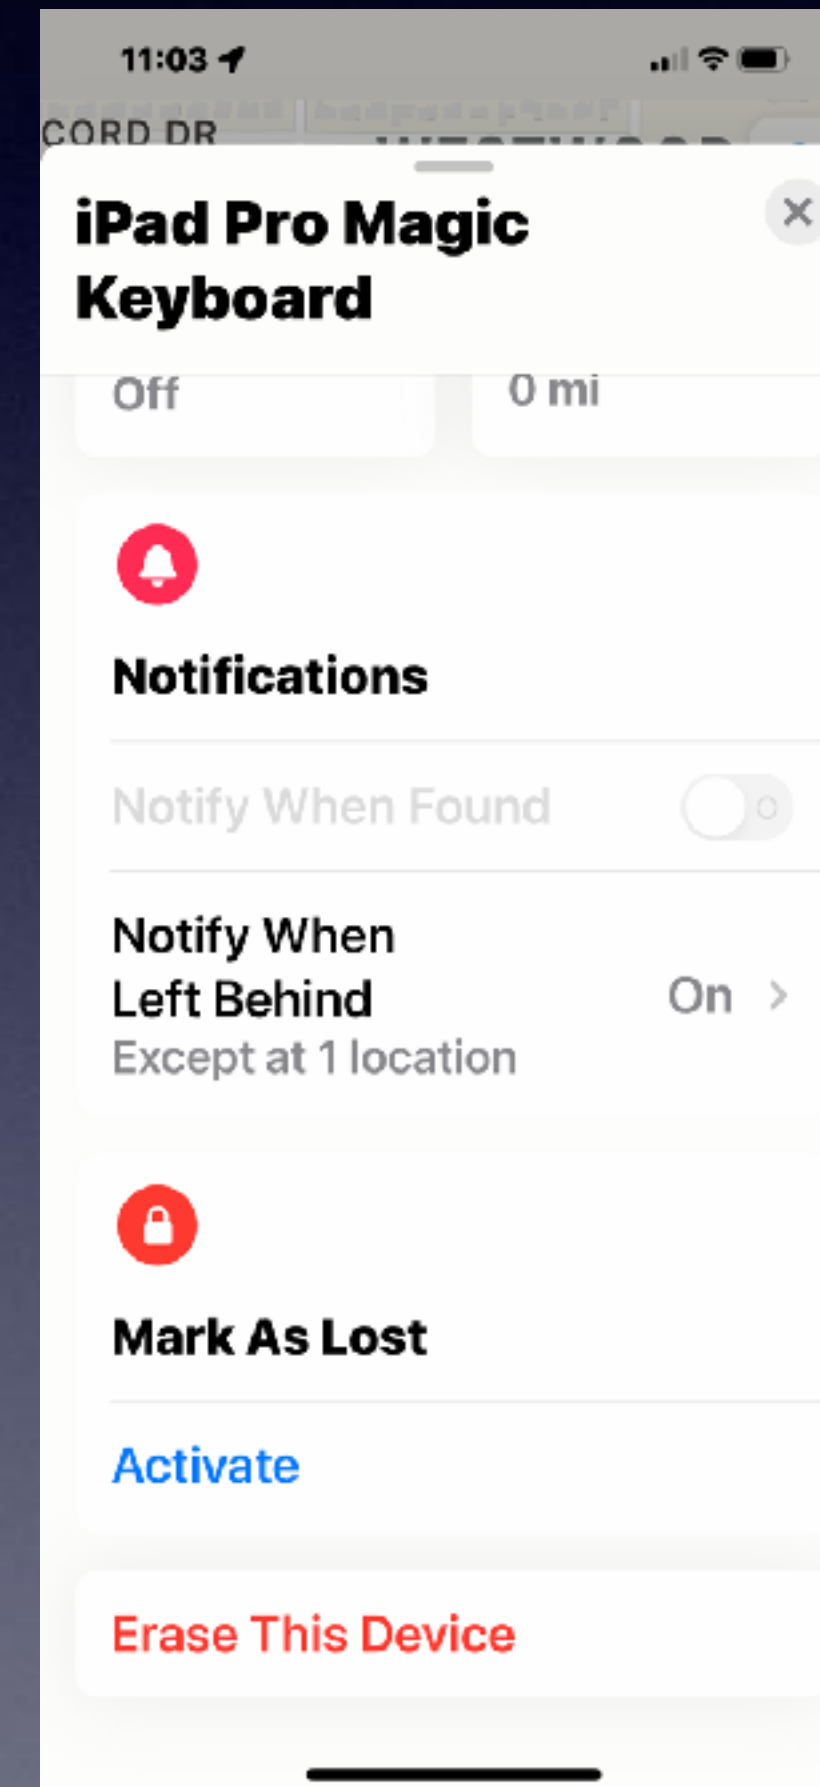 11:03
CORD DR
iPad Pro Magic
Keyboard
Off
0 mi
Notifications
Notify When Found
Notify When
Left Behind
On
Except at 1 location
Mark As Lost
Activate
Erase This Device